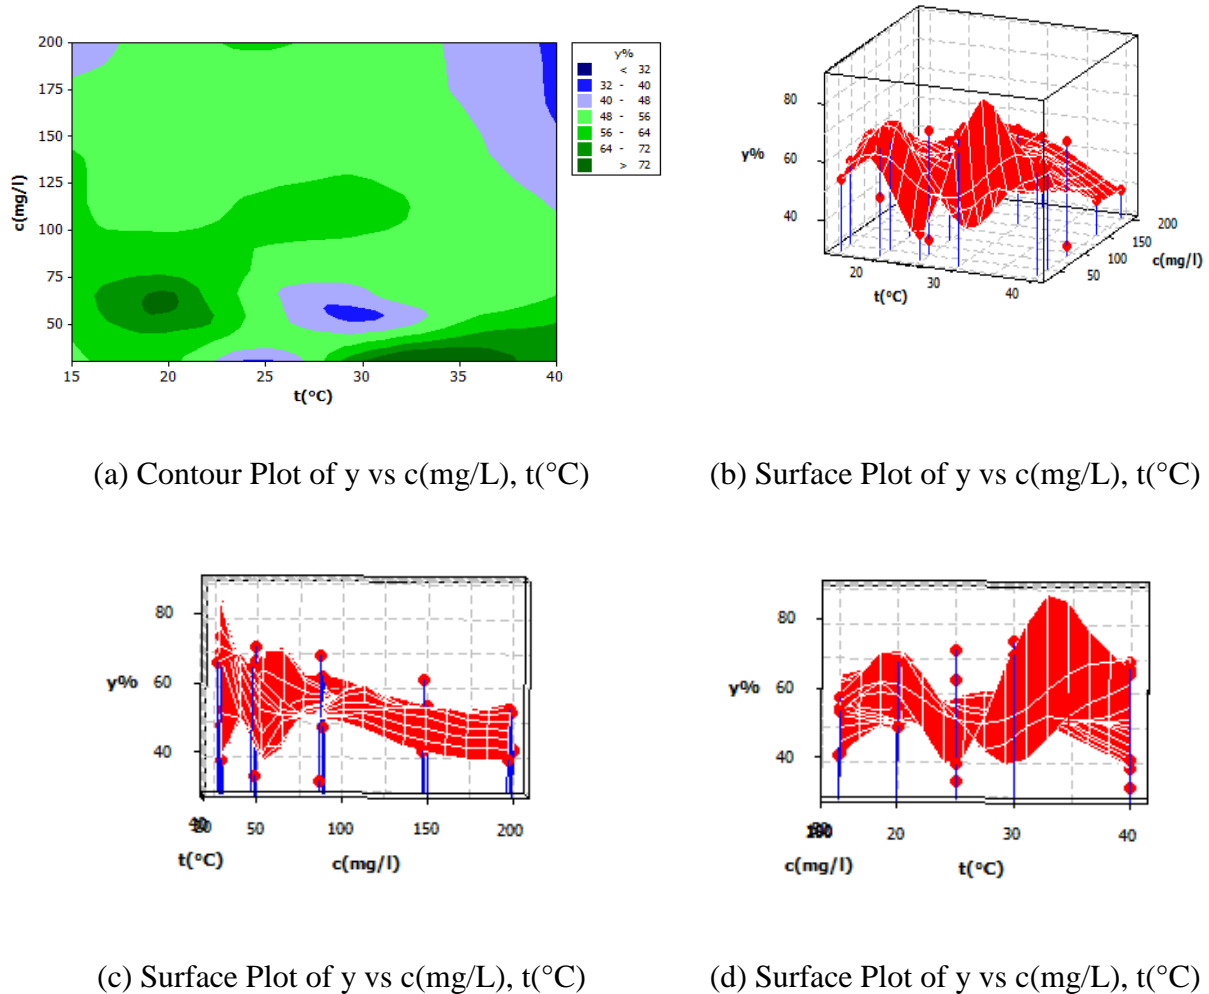 200
175
150
125
100
75
50
c(mg/l)
15 20 25 30 35 40
t(°C)
y%
< 32
32 - 40
40 - 48
48 - 56
56 - 64
64 - 72
> 72
80
60
40
y%
20 30 40
t(°C)
50 100 150 200
c(mg/l)
(a) Contour Plot of y vs c(mg/L), t(°C)
(b) Surface Plot of y vs c(mg/L), t(°C)
80
60
40
y%
50 100 150 200
t(°C) c(mg/l)
80
60
40
y%
20 30 40
c(mg/l) t(°C)
(c) Surface Plot of y vs c(mg/L), t(°C)
(d) Surface Plot of y vs c(mg/L), t(°C)